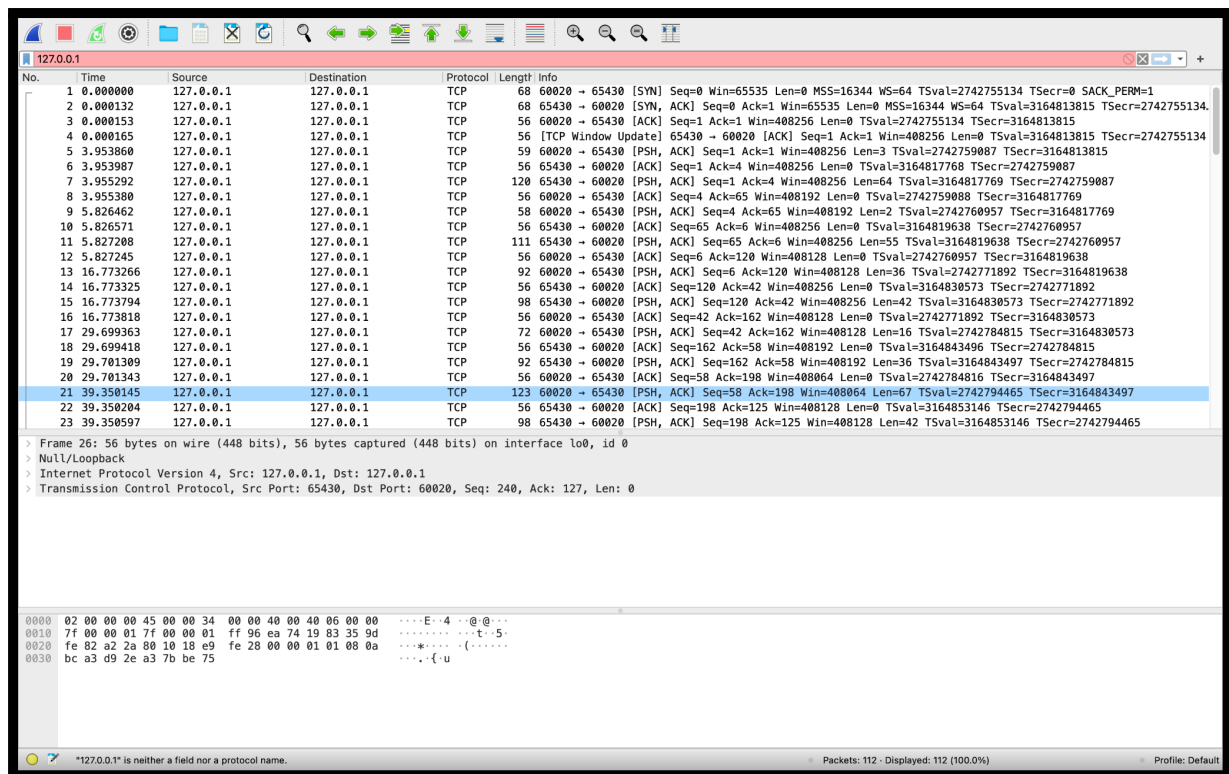 127.0.0.1
No. Time Source Destination Protocol Length Info
1 0.000000 127.0.0.1 127.0.0.1 TCP 68 60020 → 65430 [SYN] Seq=0 Win=65535 Len=0 MSS=16344 WS=64 TSval=2742755134 TSecr=0 SACK_PERM=1
2 0.000132 127.0.0.1 127.0.0.1 TCP 68 65430 → 60020 [SYN, ACK] Seq=0 Ack=1 Win=65535 Len=0 MSS=16344 WS=64 TSval=3164813815 TSecr=2742755134…
3 0.000153 127.0.0.1 127.0.0.1 TCP 56 60020 → 65430 [ACK] Seq=1 Ack=1 Win=408256 Len=0 TSval=2742755134 TSecr=3164813815
4 0.000165 127.0.0.1 127.0.0.1 TCP 56 [TCP Window Update] 65430 → 60020 [ACK] Seq=1 Ack=1 Win=408256 Len=0 TSval=3164813815 TSecr=2742755134
5 3.953860 127.0.0.1 127.0.0.1 TCP 59 60020 → 65430 [PSH, ACK] Seq=1 Ack=1 Win=408256 Len=3 TSval=2742759087 TSecr=3164813815
6 3.953987 127.0.0.1 127.0.0.1 TCP 56 65430 → 60020 [ACK] Seq=1 Ack=4 Win=408256 Len=0 TSval=3164817768 TSecr=2742759087
7 3.955292 127.0.0.1 127.0.0.1 TCP 120 65430 → 60020 [PSH, ACK] Seq=1 Ack=4 Win=408256 Len=64 TSval=3164817769 TSecr=2742759087
8 3.955380 127.0.0.1 127.0.0.1 TCP 56 60020 → 65430 [ACK] Seq=4 Ack=65 Win=408192 Len=0 TSval=2742759088 TSecr=3164817769
9 5.826462 127.0.0.1 127.0.0.1 TCP 58 60020 → 65430 [PSH, ACK] Seq=4 Ack=65 Win=408192 Len=2 TSval=2742760957 TSecr=3164817769
10 5.826571 127.0.0.1 127.0.0.1 TCP 56 65430 → 60020 [ACK] Seq=65 Ack=6 Win=408256 Len=0 TSval=3164819638 TSecr=2742760957
11 5.827208 127.0.0.1 127.0.0.1 TCP 111 65430 → 60020 [PSH, ACK] Seq=65 Ack=6 Win=408256 Len=55 TSval=3164819638 TSecr=2742760957
12 5.827245 127.0.0.1 127.0.0.1 TCP 56 60020 → 65430 [ACK] Seq=6 Ack=120 Win=408128 Len=0 TSval=2742760957 TSecr=3164819638
13 16.773266 127.0.0.1 127.0.0.1 TCP 92 60020 → 65430 [PSH, ACK] Seq=6 Ack=120 Win=408128 Len=36 TSval=2742771892 TSecr=3164819638
14 16.773325 127.0.0.1 127.0.0.1 TCP 56 65430 → 60020 [ACK] Seq=120 Ack=42 Win=408256 Len=0 TSval=3164830573 TSecr=2742771892
15 16.773794 127.0.0.1 127.0.0.1 TCP 98 65430 → 60020 [PSH, ACK] Seq=120 Ack=42 Win=408256 Len=42 TSval=3164830573 TSecr=2742771892
16 16.773818 127.0.0.1 127.0.0.1 TCP 56 60020 → 65430 [ACK] Seq=42 Ack=162 Win=408128 Len=0 TSval=2742771892 TSecr=3164830573
17 29.699363 127.0.0.1 127.0.0.1 TCP 72 60020 → 65430 [PSH, ACK] Seq=42 Ack=162 Win=408128 Len=16 TSval=2742784815 TSecr=3164830573
18 29.699418 127.0.0.1 127.0.0.1 TCP 56 65430 → 60020 [ACK] Seq=162 Ack=58 Win=408192 Len=0 TSval=3164843496 TSecr=2742784815
19 29.701309 127.0.0.1 127.0.0.1 TCP 92 65430 → 60020 [PSH, ACK] Seq=162 Ack=58 Win=408192 Len=36 TSval=3164843497 TSecr=2742784815
20 29.701343 127.0.0.1 127.0.0.1 TCP 56 60020 → 65430 [ACK] Seq=58 Ack=198 Win=408064 Len=0 TSval=2742784816 TSecr=3164843497
21 39.350145 127.0.0.1 127.0.0.1 TCP 123 60020 → 65430 [PSH, ACK] Seq=58 Ack=198 Win=408064 Len=67 TSval=2742794465 TSecr=3164843497
22 39.350204 127.0.0.1 127.0.0.1 TCP 56 65430 → 60020 [ACK] Seq=198 Ack=125 Win=408128 Len=0 TSval=3164853146 TSecr=2742794465
23 39.350597 127.0.0.1 127.0.0.1 TCP 98 65430 → 60020 [PSH, ACK] Seq=198 Ack=125 Win=408128 Len=42 TSval=3164853146 TSecr=2742794465
Frame 26: 56 bytes on wire (448 bits), 56 bytes captured (448 bits) on interface lo0, id 0
Null/Loopback
Internet Protocol Version 4, Src: 127.0.0.1, Dst: 127.0.0.1
Transmission Control Protocol, Src Port: 65430, Dst Port: 60020, Seq: 240, Ack: 127, Len: 0
0000 02 00 00 00 45 00 00 34 00 00 40 00 40 06 00 00 ····E··4 ··@·@···
0010 7f 00 00 01 7f 00 00 01 ff 96 ea 74 19 83 35 9d ········ ···t··5·
0020 fe 82 a2 2a 80 10 18 e9 fe 28 00 00 01 01 08 0a ···*···· ·(······
0030 bc a3 d9 2e a3 7b be 75 ···.·{·u
"127.0.0.1" is neither a field nor a protocol name.
Packets: 112 · Displayed: 112 (100.0%)
Profile: Default